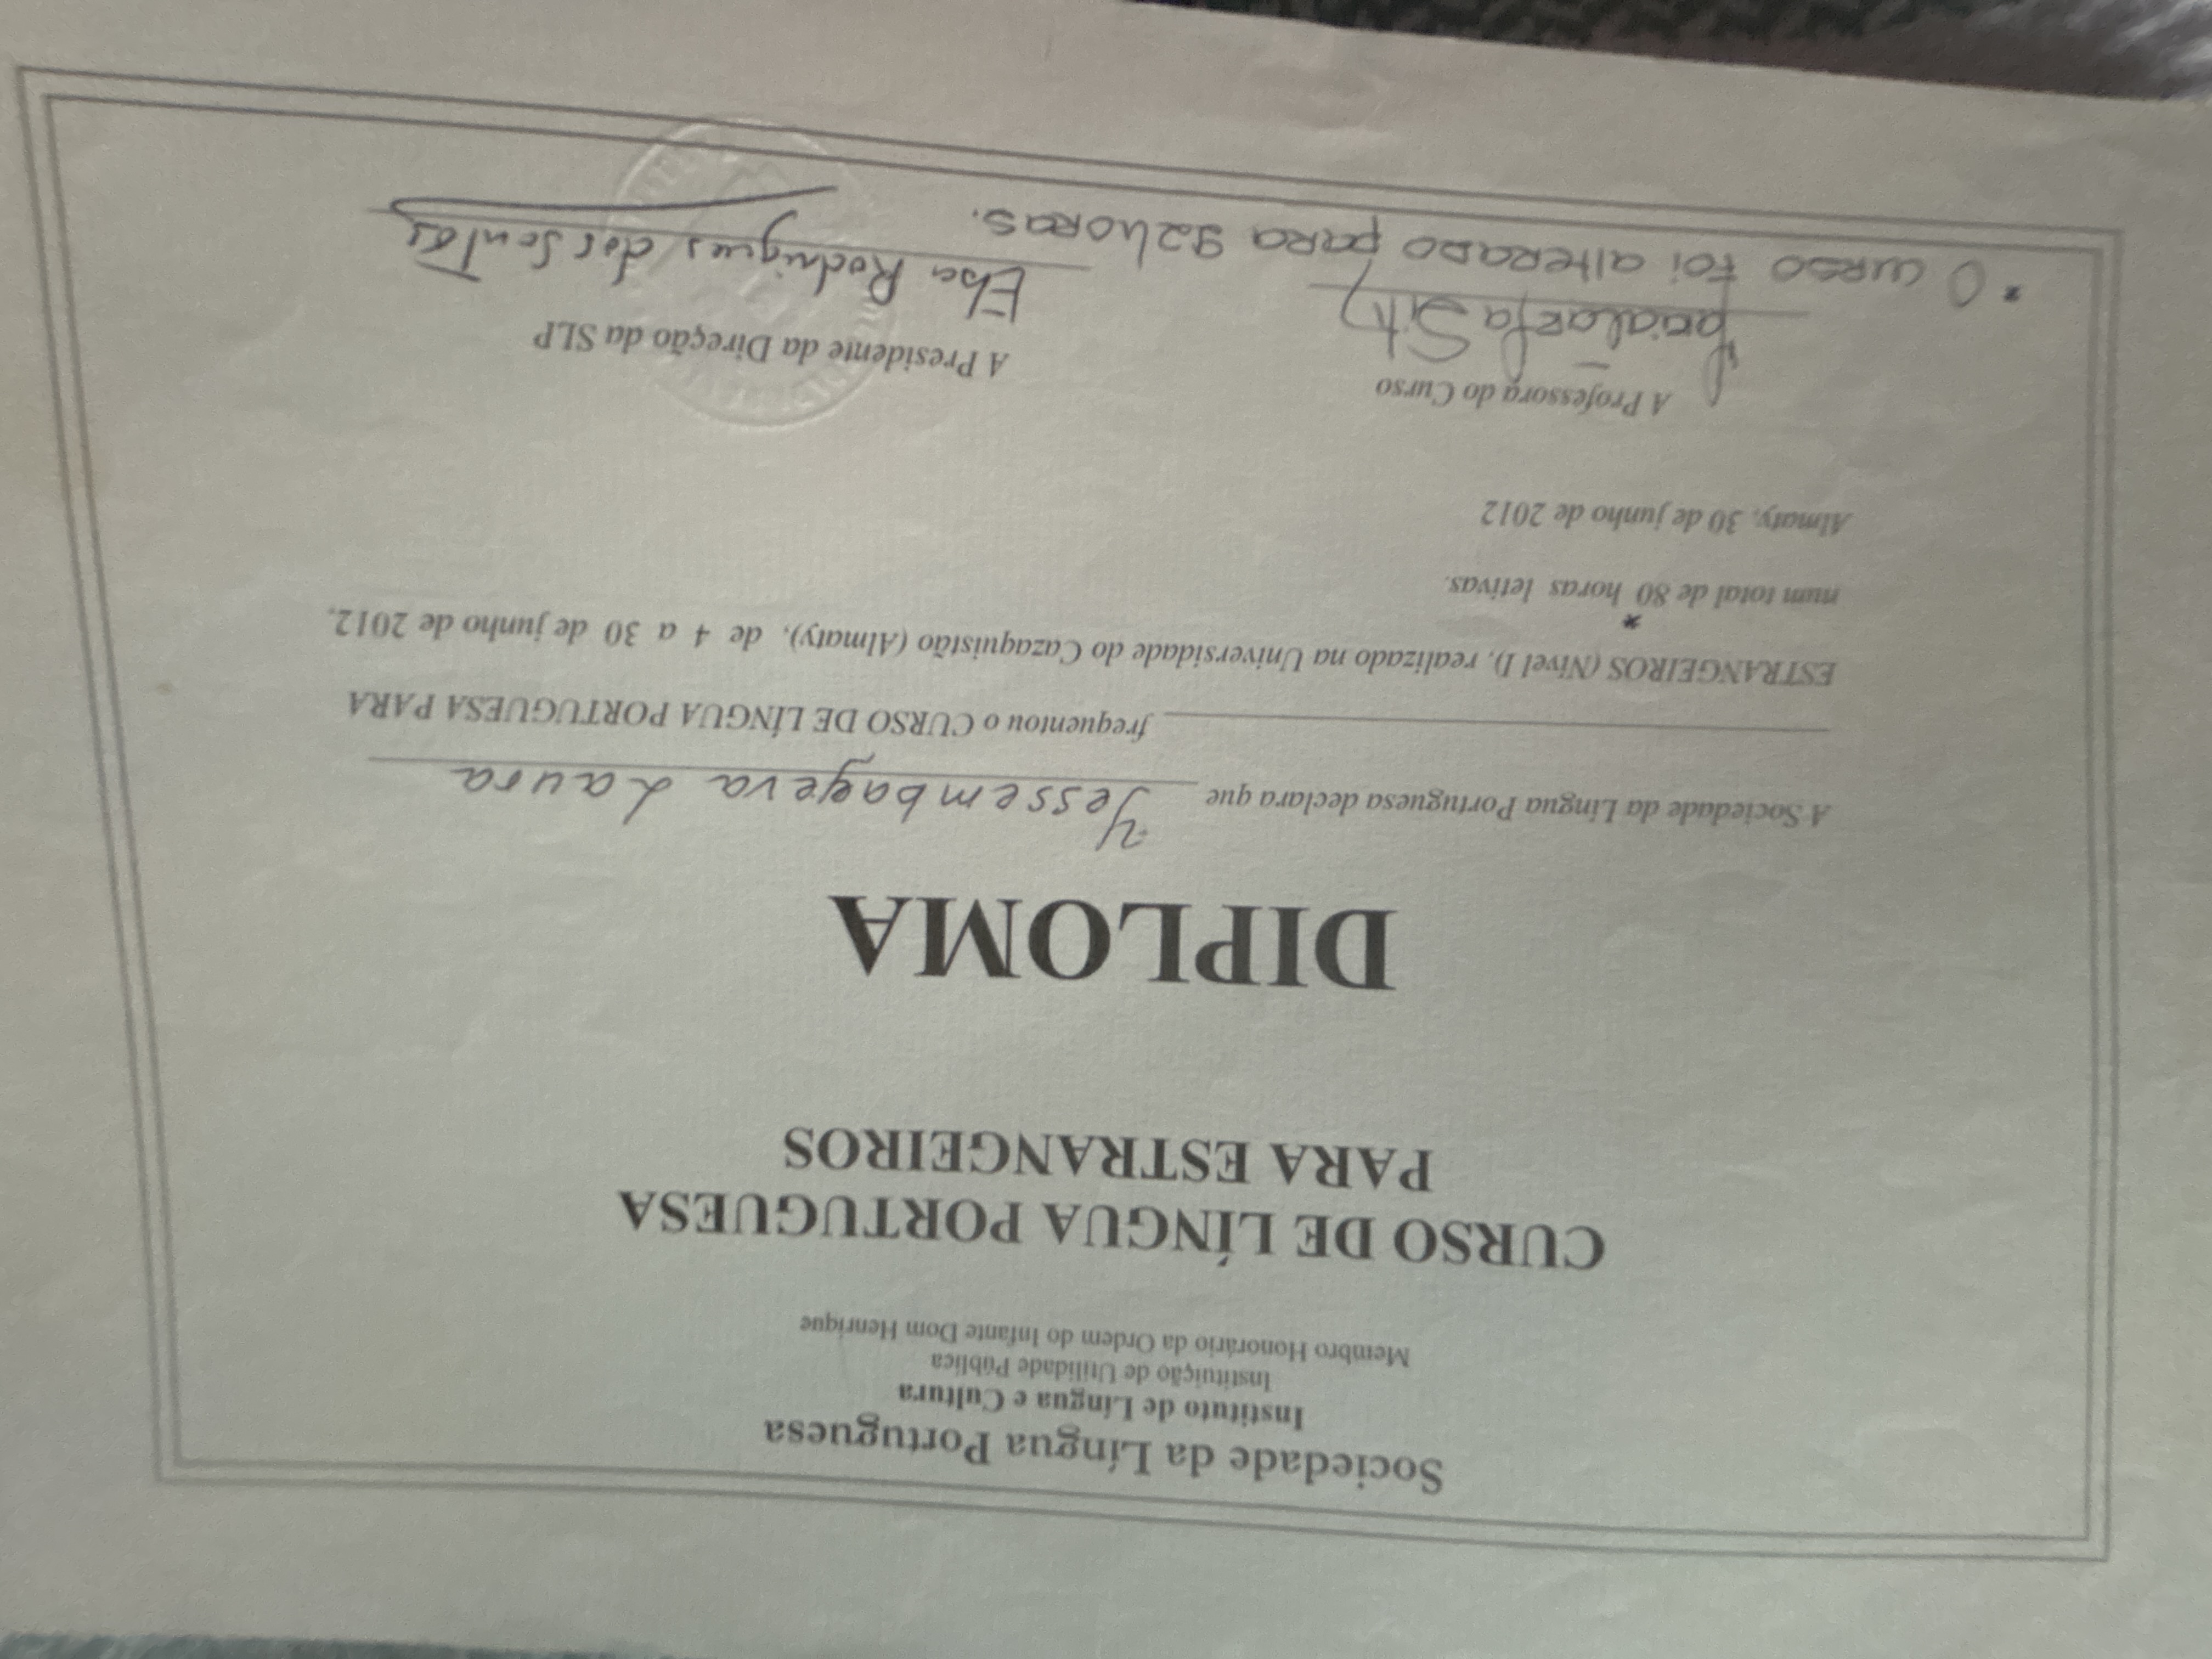 Sociedade da Língua Portuguesa
Instituto de Língua e Cultura
Instituição de Utilidade Pública
Membro Honorário da Ordem do Infante Dom Henrique
CURSO DE LÍNGUA PORTUGUESA
PARA ESTRANGEIROS
DIPLOMA
A Sociedade da Língua Portuguesa declara que Yessembayeva Laura
frequentou o CURSO DE LÍNGUA PORTUGUESA PARA
ESTRANGEIROS (Nível I), realizado na Universidade do Cazaquistão (Almaty), de 4 a 30 de junho de 2012,
*
num total de 80 horas letivas.
Almaty, 30 de junho de 2012
A Professora do Curso
A Presidente da Direcção da SLP
Elsa Rodrigues dos Santos
* O curso foi alterado para 92 horas.